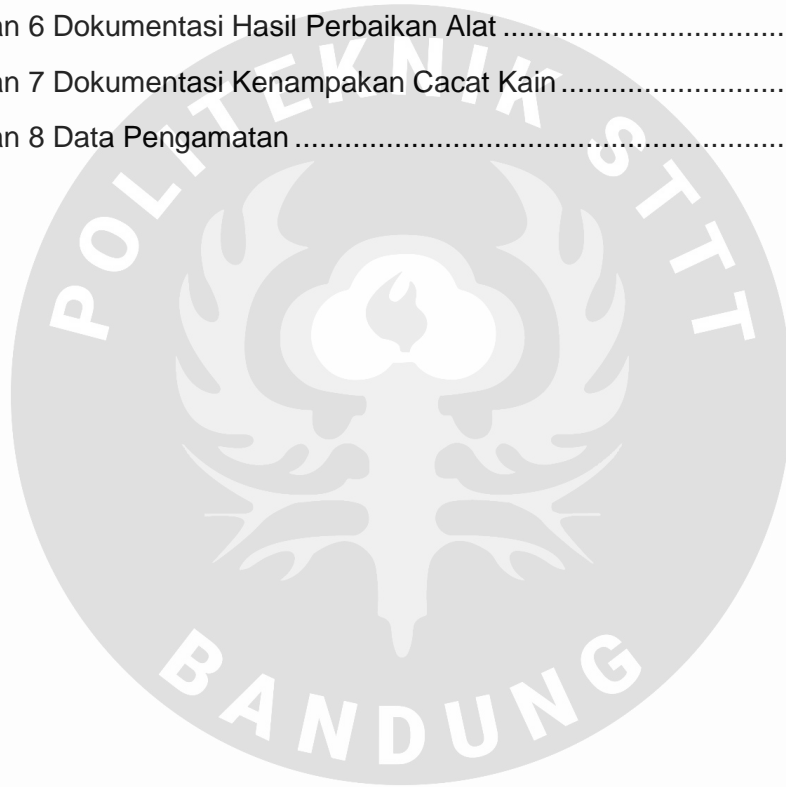 an 6 Dokumentasi Hasil Perbaikan Alat ....................................
an 7 Dokumentasi Kenampakan Cacat Kain ............................
an 8 Data Pengamatan ..............................................................
POLITEKNIK STTT
BANDUNG